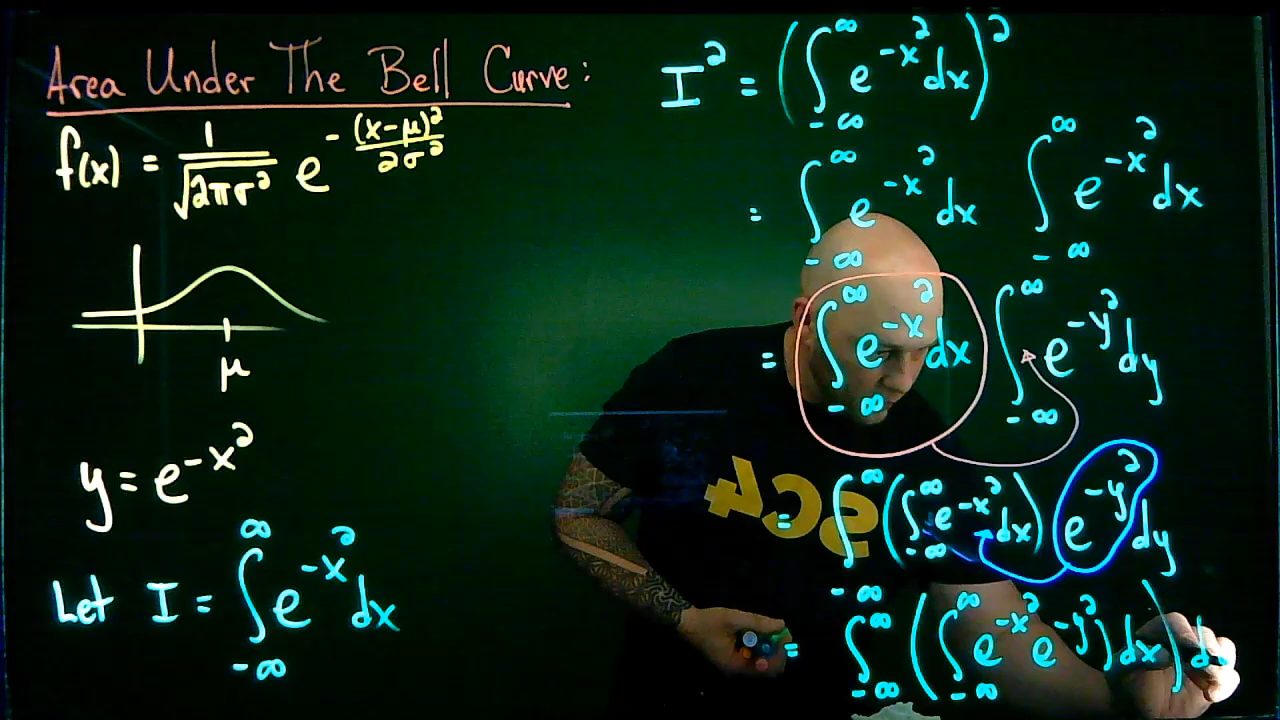 Area Under The Bell Curve:
f(x) = 1/√(2πσ²) e^(-(x-μ)²/2σ²)
μ
y = e^(-x²)
Let I = ∫_{-∞}^{∞} e^(-x²) dx
I² = (∫_{-∞}^{∞} e^(-x²) dx)²
= ∫_{-∞}^{∞} e^(-x²) dx ∫_{-∞}^{∞} e^(-x²) dx
= ∫_{-∞}^{∞} e^(-x²) dx ∫_{-∞}^{∞} e^(-y²) dy
= ∫_{-∞}^{∞} (∫_{-∞}^{∞} e^(-x²) dx) e^(-y²) dy
= ∫_{-∞}^{∞} (∫_{-∞}^{∞} e^(-x²) e^(-y²)) dx) d